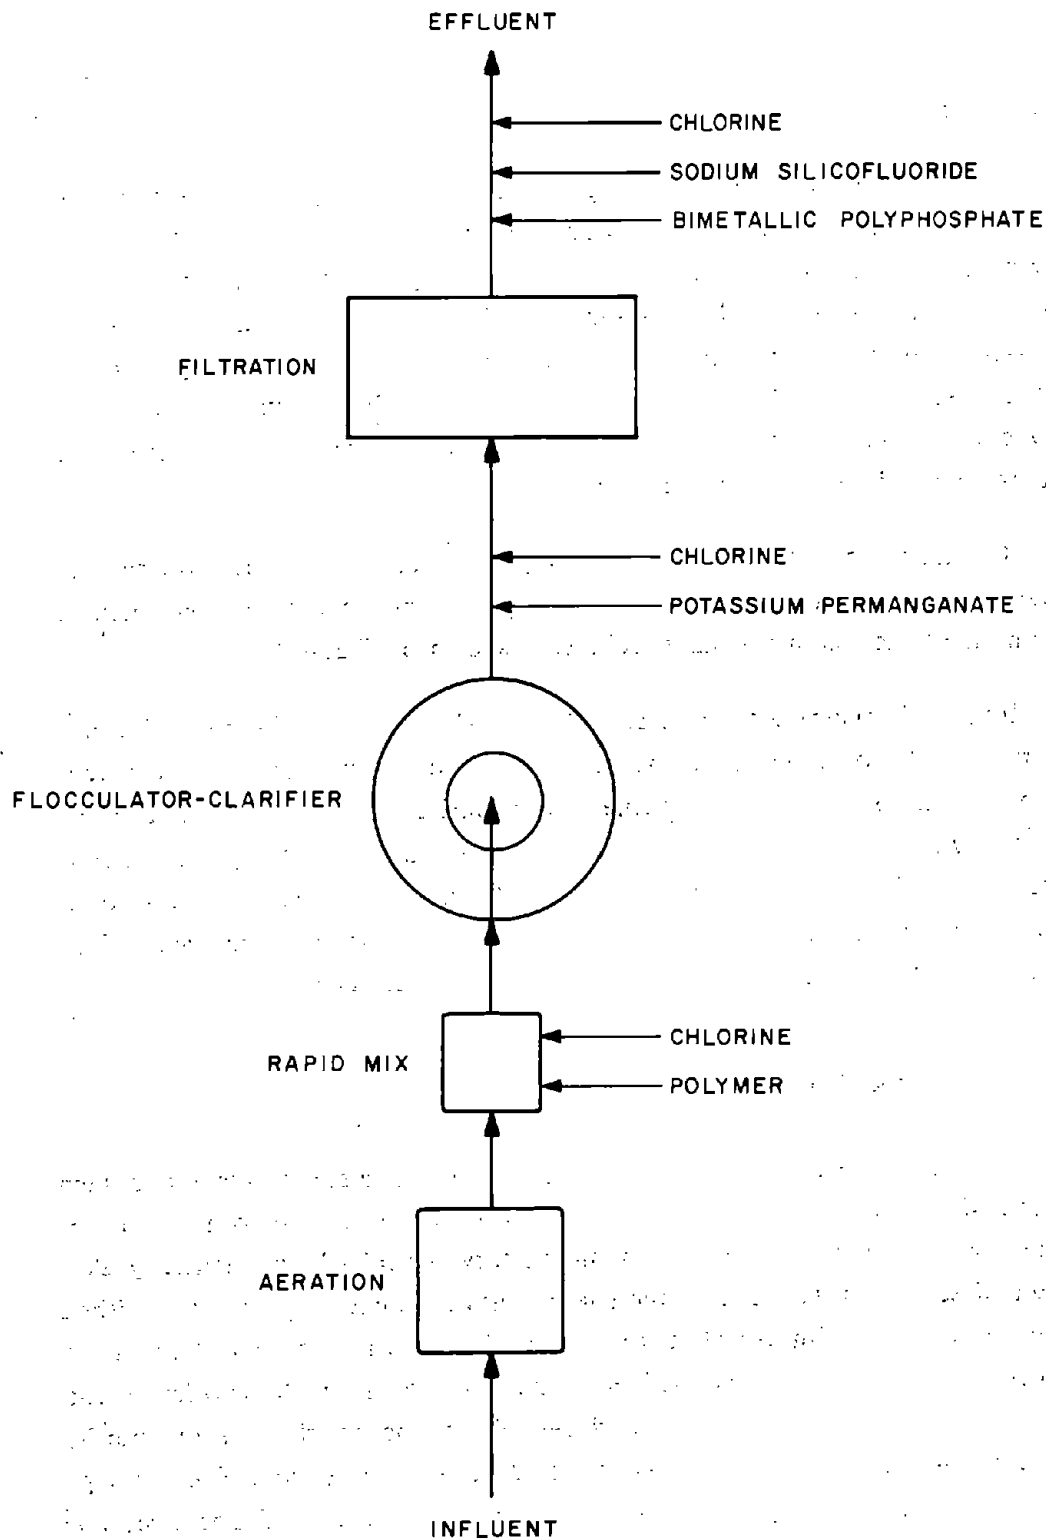 EFFLUENT
CHLORINE
SODIUM SILICOFLUORIDE
BIMETALLIC POLYPHOSPHATE
FILTRATION
CHLORINE
POTASSIUM PERMANGANATE
FLOCCULATOR-CLARIFIER
CHLORINE
RAPID MIX
POLYMER
AERATION
INFLUENT